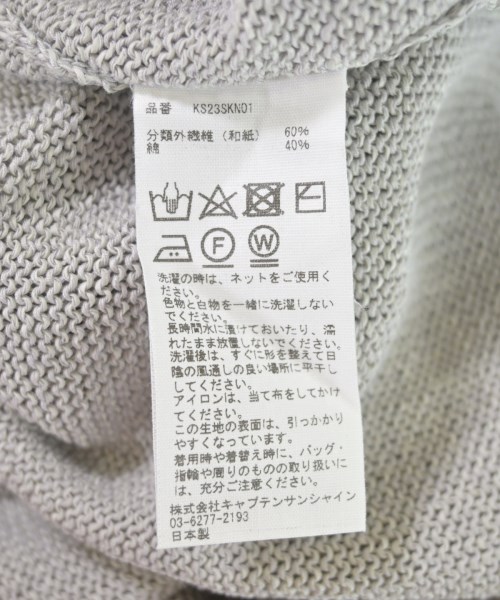 品番 KS23SKN01
分類外繊維（和紙） 60%
綿 40%
F W
洗濯の時は、ネットをご使用く
ださい。
色物と白物を一緒に洗濯しない
でください。
長時間水に漬けておいたり、濡
れたまま放置しないでください。
洗濯後は、すぐに形を整えて日
陰の風通しの良い場所に平干し
してください。
アイロンは、当て布をしてかけ
てください。
この生地の表面は、引っかかり
やすくなっています。
着用時や着替え時に、バッグ・
指輪や周りのものの取り扱いに
は、充分ご注意ください。
株式会社キャプテンサンシャイン
03-6277-2193
日本製